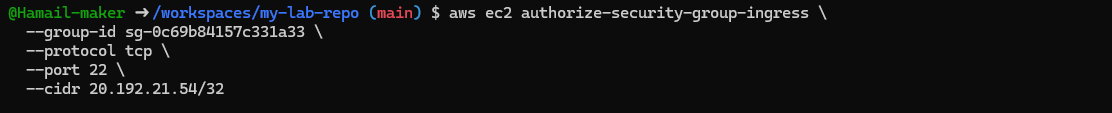 @Hamail-maker ➜ /workspaces/my-lab-repo (main) $ aws ec2 authorize-security-group-ingress \
  --group-id sg-0c69b84157c331a33 \
  --protocol tcp \
  --port 22 \
  --cidr 20.192.21.54/32